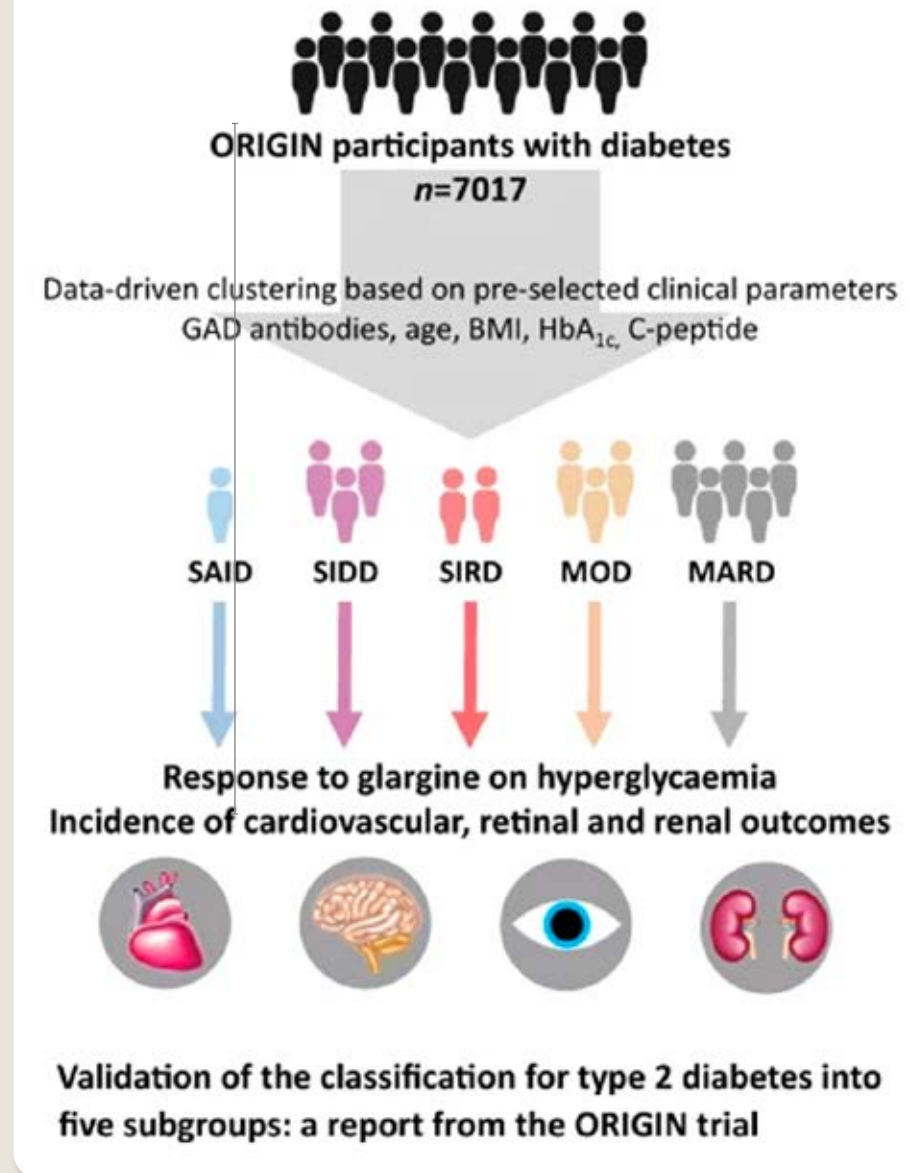 ORIGIN participants with diabetes
n=7017
Data-driven clustering based on pre-selected clinical parameters
GAD antibodies, age, BMI, HbA1c, C-peptide
SAID SIDD SIRD MOD MARD
Response to glargine on hyperglycaemia
Incidence of cardiovascular, retinal and renal outcomes
Validation of the classification for type 2 diabetes into
five subgroups: a report from the ORIGIN trial